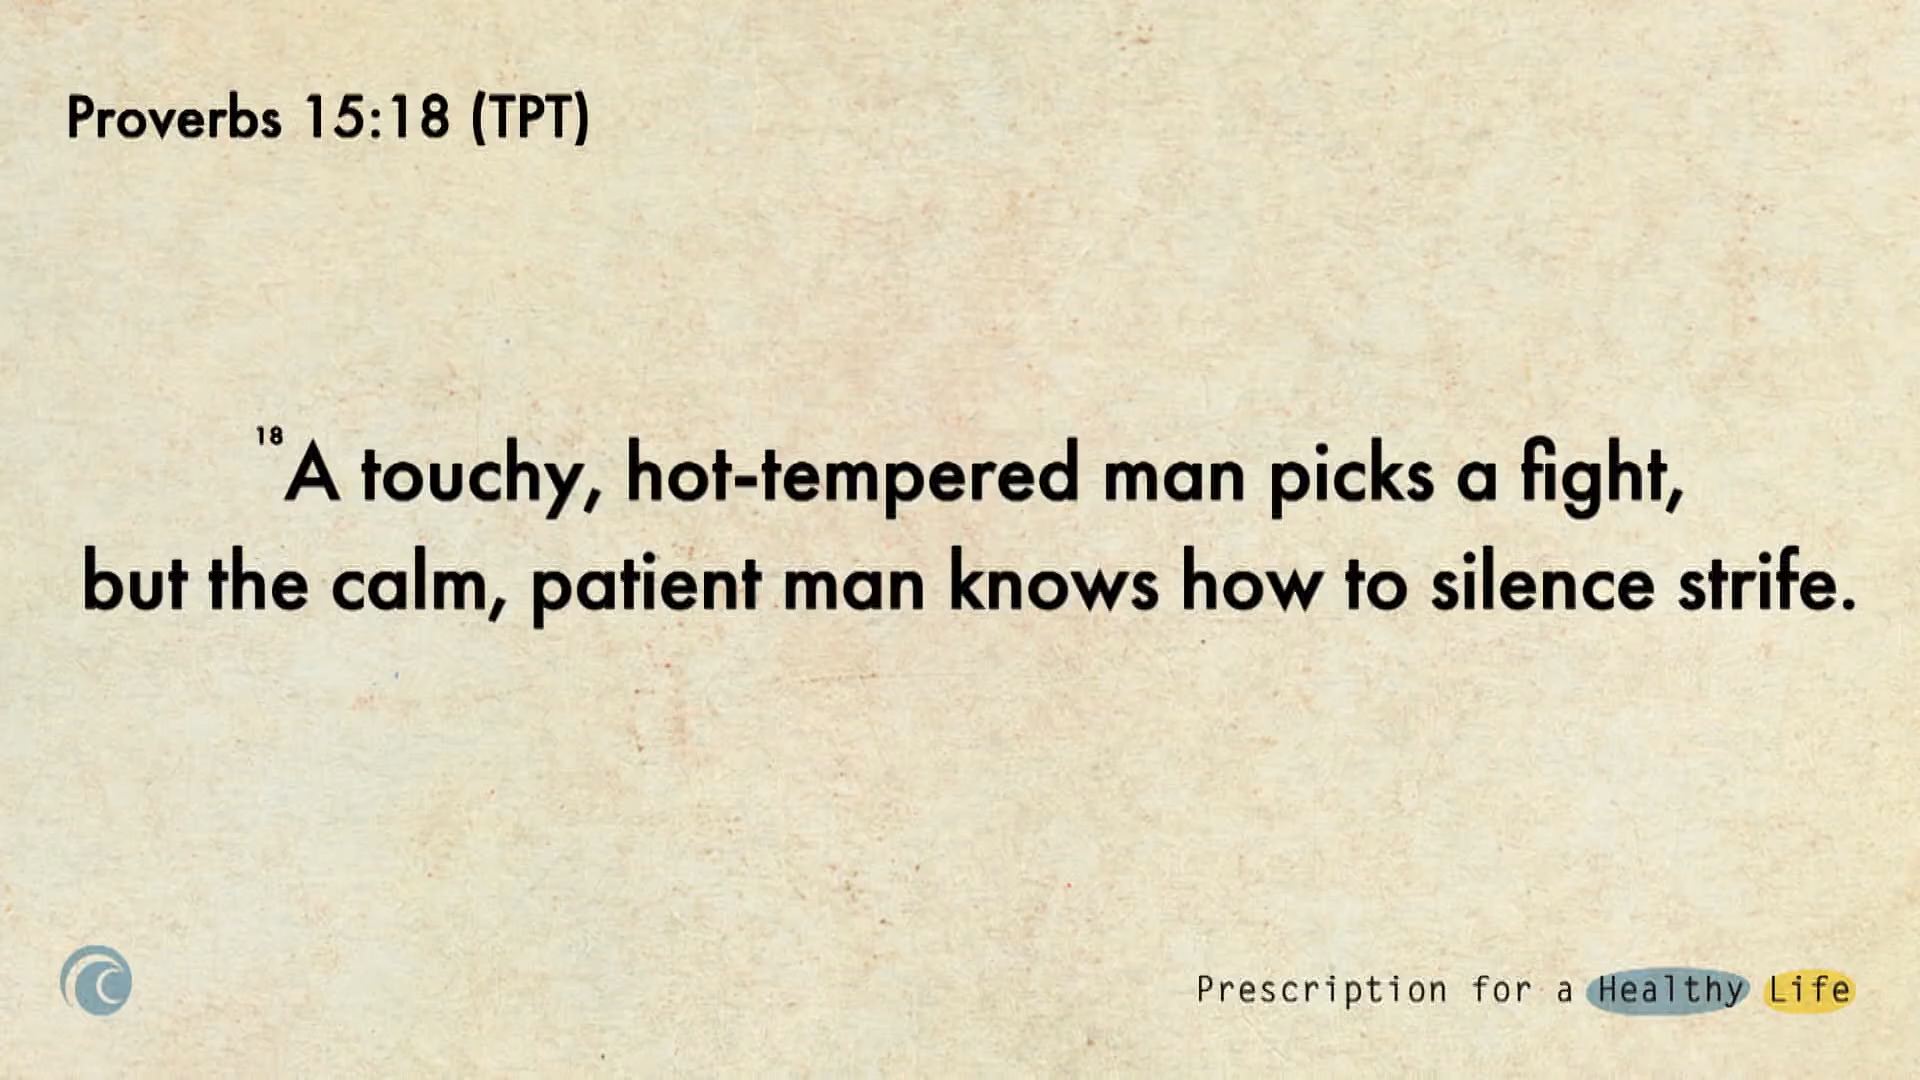 Proverbs 15:18 (TPT)
18 A touchy, hot-tempered man picks a fight,
but the calm, patient man knows how to silence strife.
Prescription for a Healthy Life